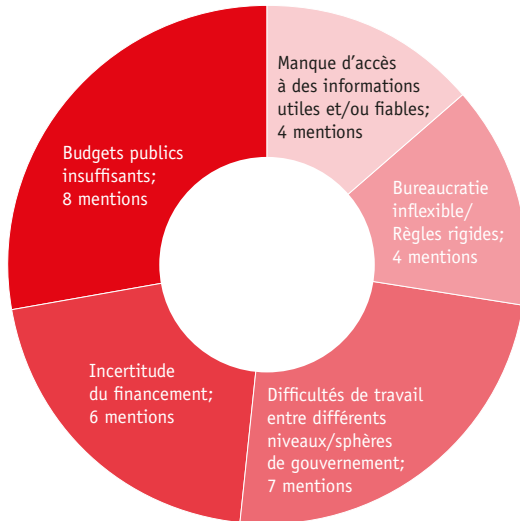 Manque d'accès
à des informations
utiles et/ou fiables;
4 mentions
Bureaucratie
inflexible/
Règles rigides;
4 mentions
Difficultés de travail
entre différents
niveaux/sphères
de gouvernement;
7 mentions
Incertitude
du financement;
6 mentions
Budgets publics
insuffisants;
8 mentions